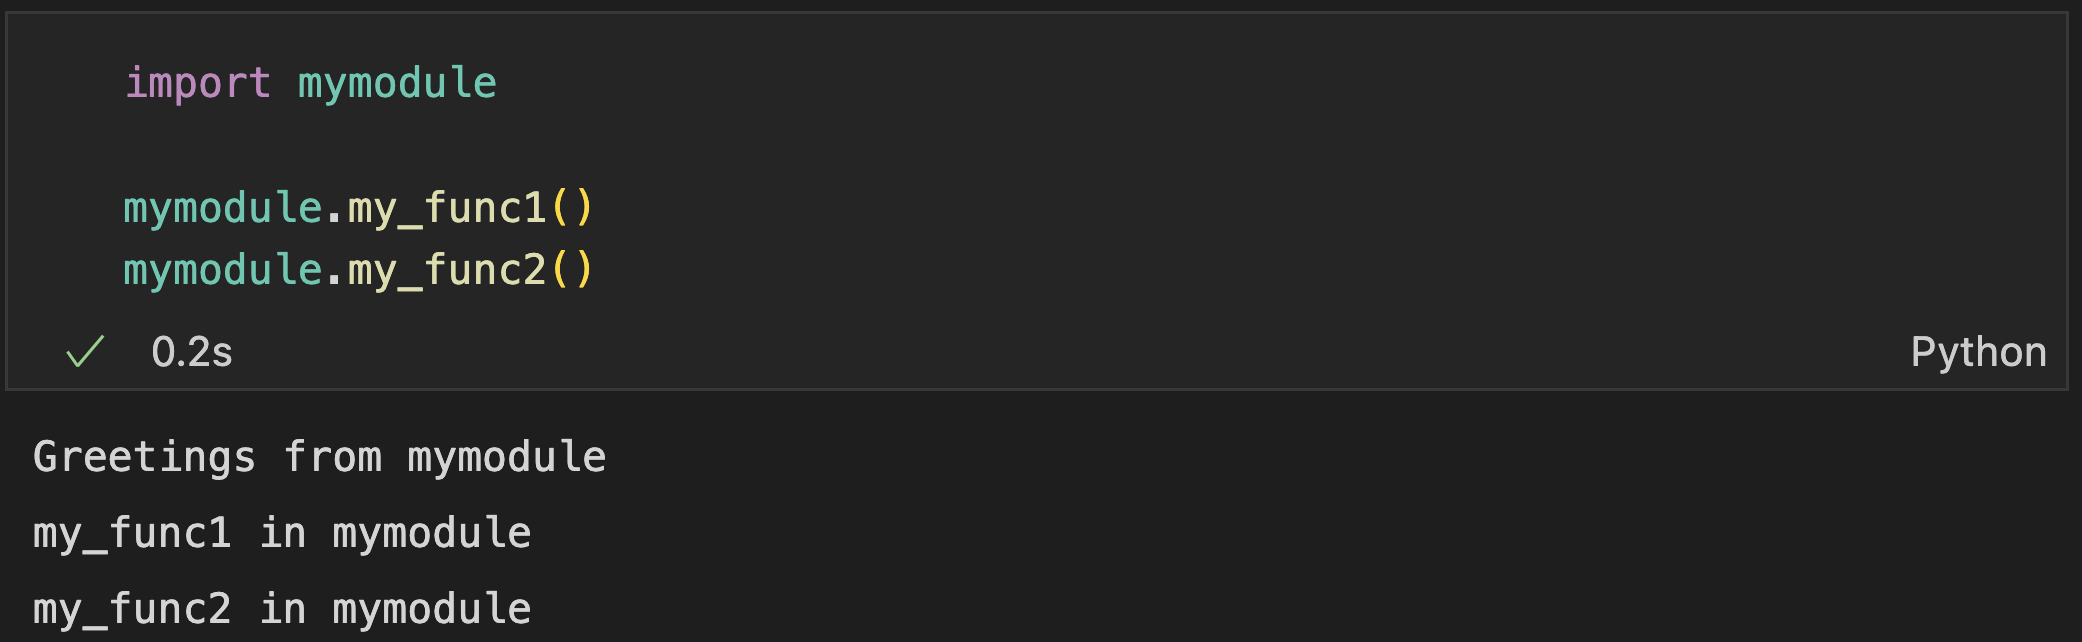 import mymodule
mymodule.my_func1()
mymodule.my_func2()
0.2s
Python
Greetings from mymodule
my_func1 in mymodule
my_func2 in mymodule